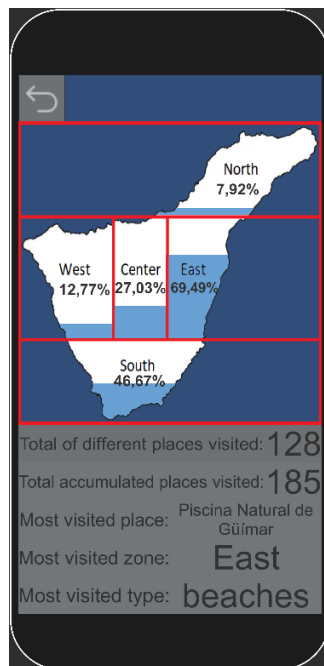 North
7,92%
West
12,77%
Center
27,03%
East
69,49%
South
46,67%
Total of different places visited: 128
Total accumulated places visited: 185
Most visited place: Piscina Natural de
Güímar
Most visited zone: East
Most visited type: beaches